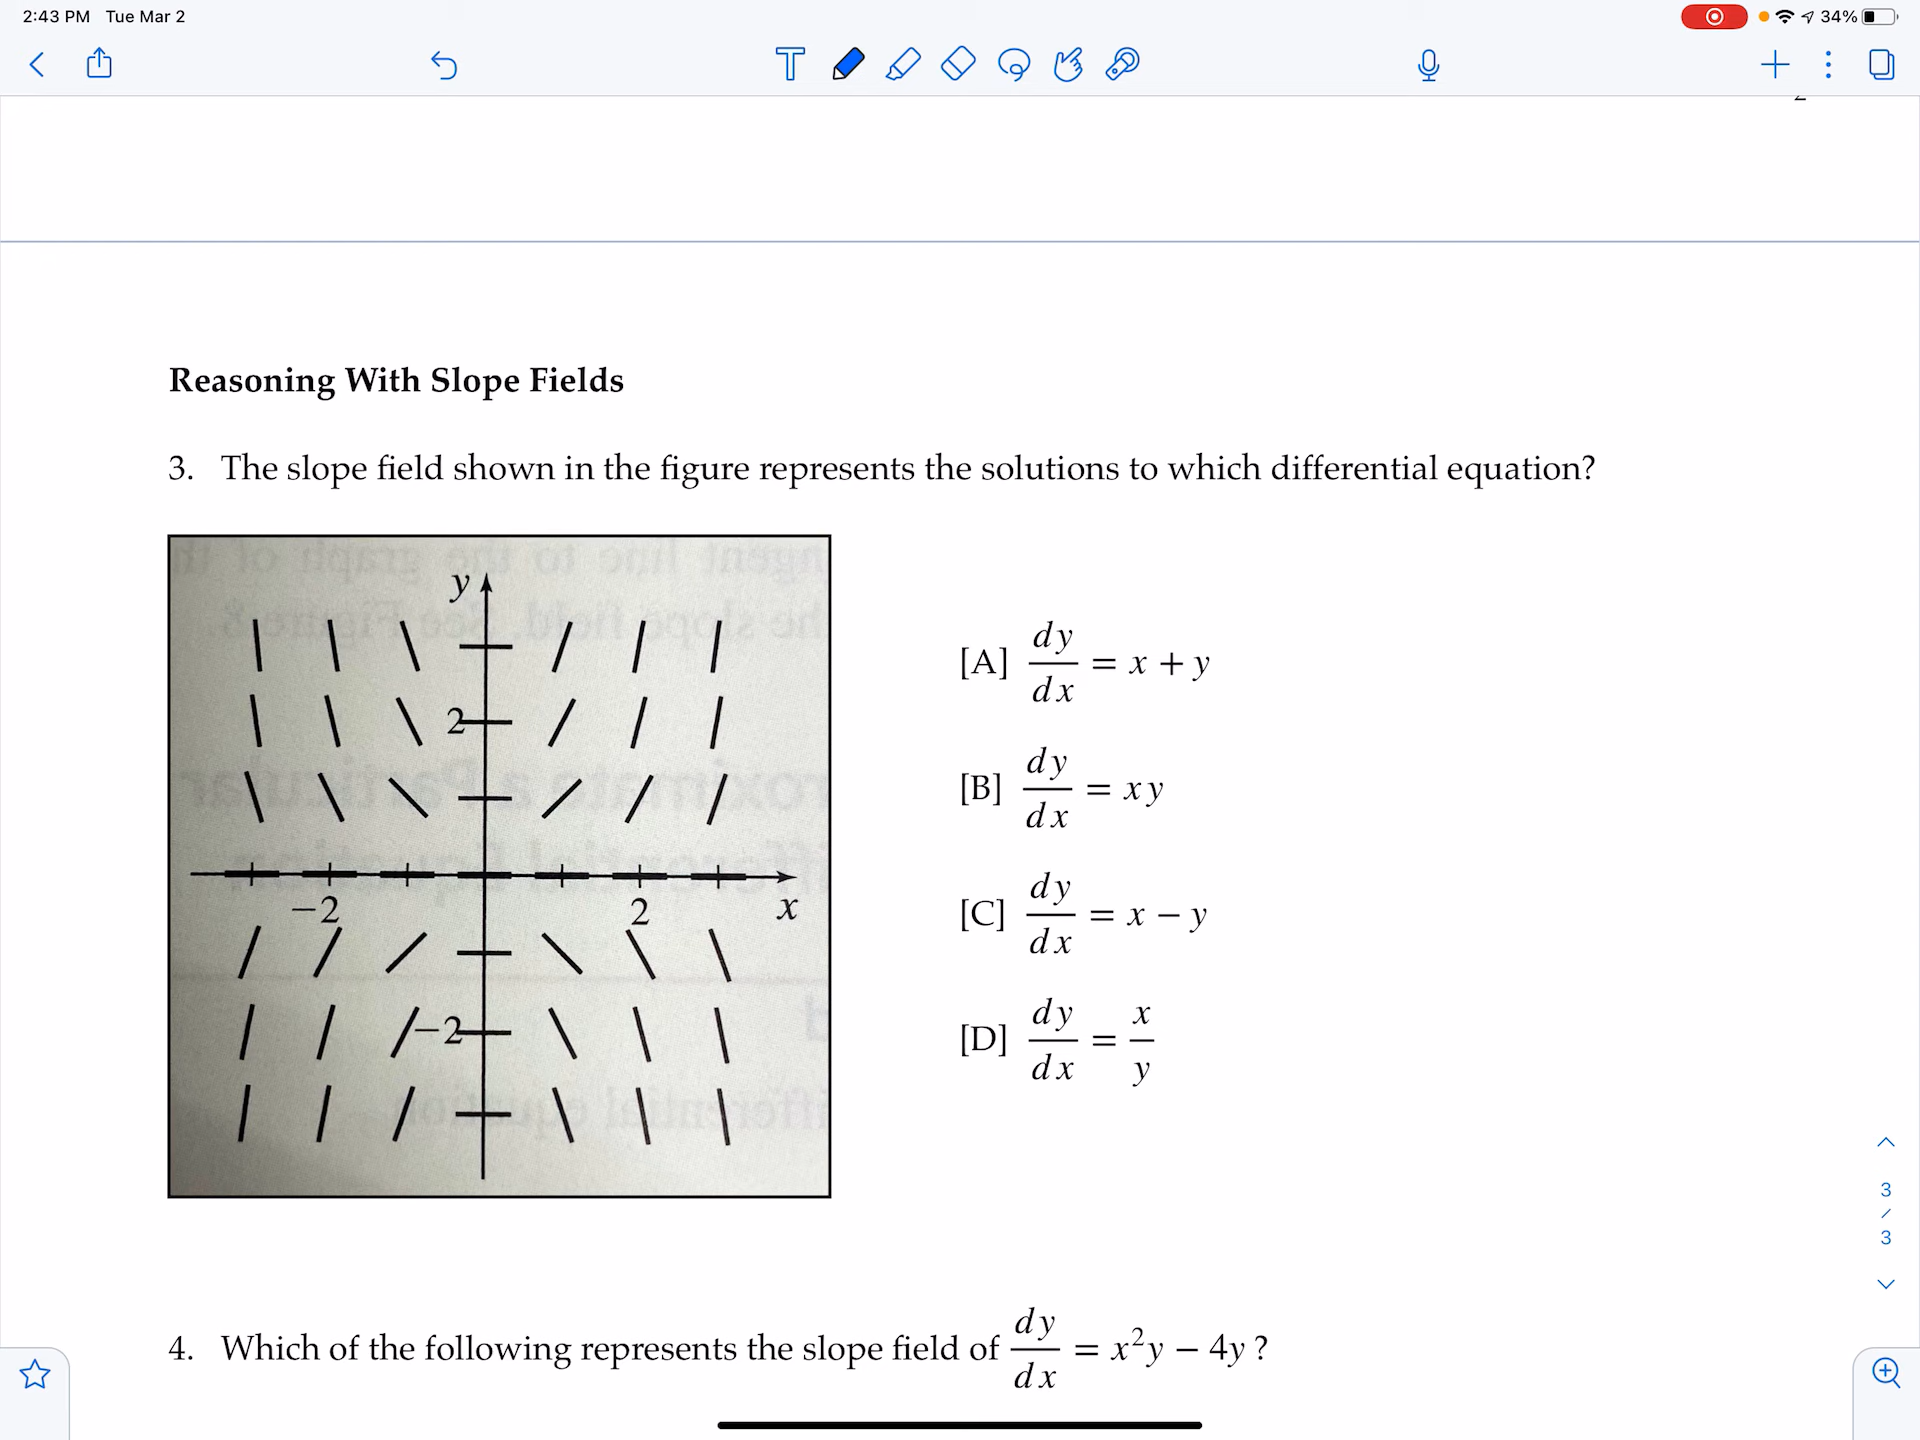 2:43 PM Tue Mar 2
34%
Reasoning With Slope Fields
3. The slope field shown in the figure represents the solutions to which differential equation?
y
2
-2
2
x
-2
[A] dy/dx = x + y
[B] dy/dx = xy
[C] dy/dx = x − y
[D] dy/dx = x/y
3
/
3
4. Which of the following represents the slope field of dy/dx = x²y − 4y ?